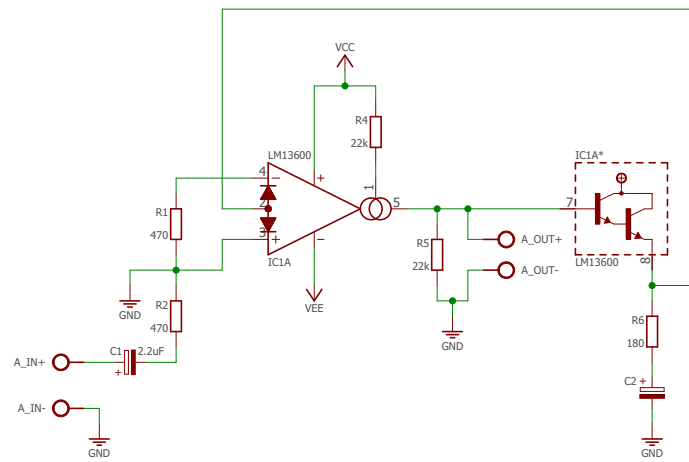 VCC
R4
22k
LM13600
IC1A*
4
−
+
1
2
5
7
R1
470
3
+
−
IC1A
R5
22k
A_OUT+
A_OUT-
LM13600
8
GND
VEE
R2
470
GND
R6
180
C1
2.2uF
A_IN+
+
C2
+
A_IN-
GND
GND